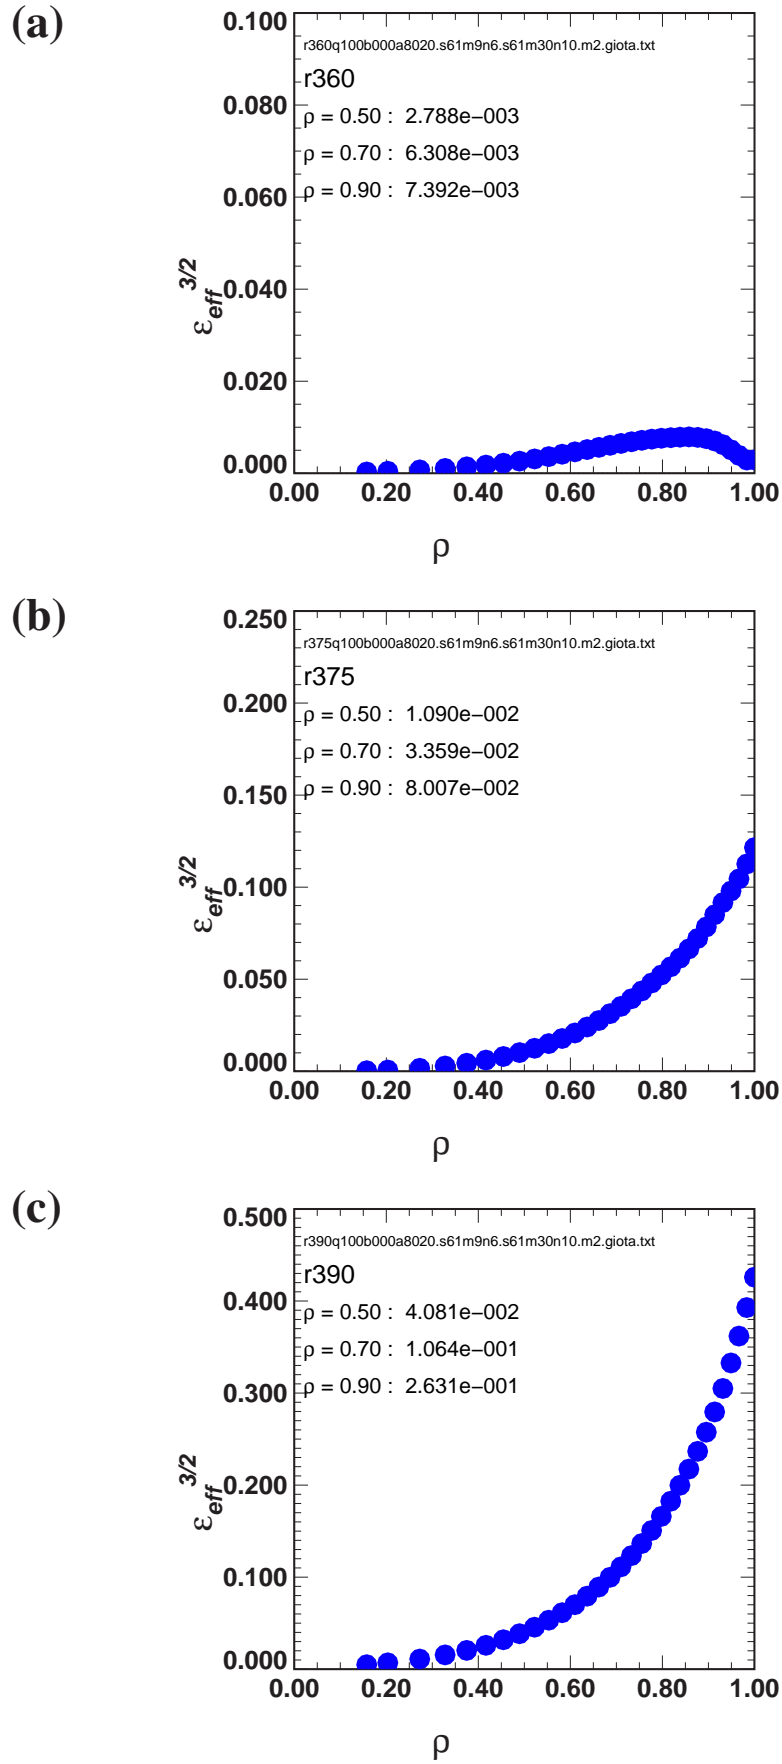 (a)
0.100
0.080
0.060
0.040
0.020
0.000
ε_eff^3/2
r360q100b000a8020.s61m9n6.s61m30n10.m2.giota.txt
r360
ρ = 0.50 : 2.788e−003
ρ = 0.70 : 6.308e−003
ρ = 0.90 : 7.392e−003
0.00 0.20 0.40 0.60 0.80 1.00
ρ
(b)
0.250
0.200
0.150
0.100
0.050
0.000
ε_eff^3/2
r375q100b000a8020.s61m9n6.s61m30n10.m2.giota.txt
r375
ρ = 0.50 : 1.090e−002
ρ = 0.70 : 3.359e−002
ρ = 0.90 : 8.007e−002
0.00 0.20 0.40 0.60 0.80 1.00
ρ
(c)
0.500
0.400
0.300
0.200
0.100
0.000
ε_eff^3/2
r390q100b000a8020.s61m9n6.s61m30n10.m2.giota.txt
r390
ρ = 0.50 : 4.081e−002
ρ = 0.70 : 1.064e−001
ρ = 0.90 : 2.631e−001
0.00 0.20 0.40 0.60 0.80 1.00
ρ